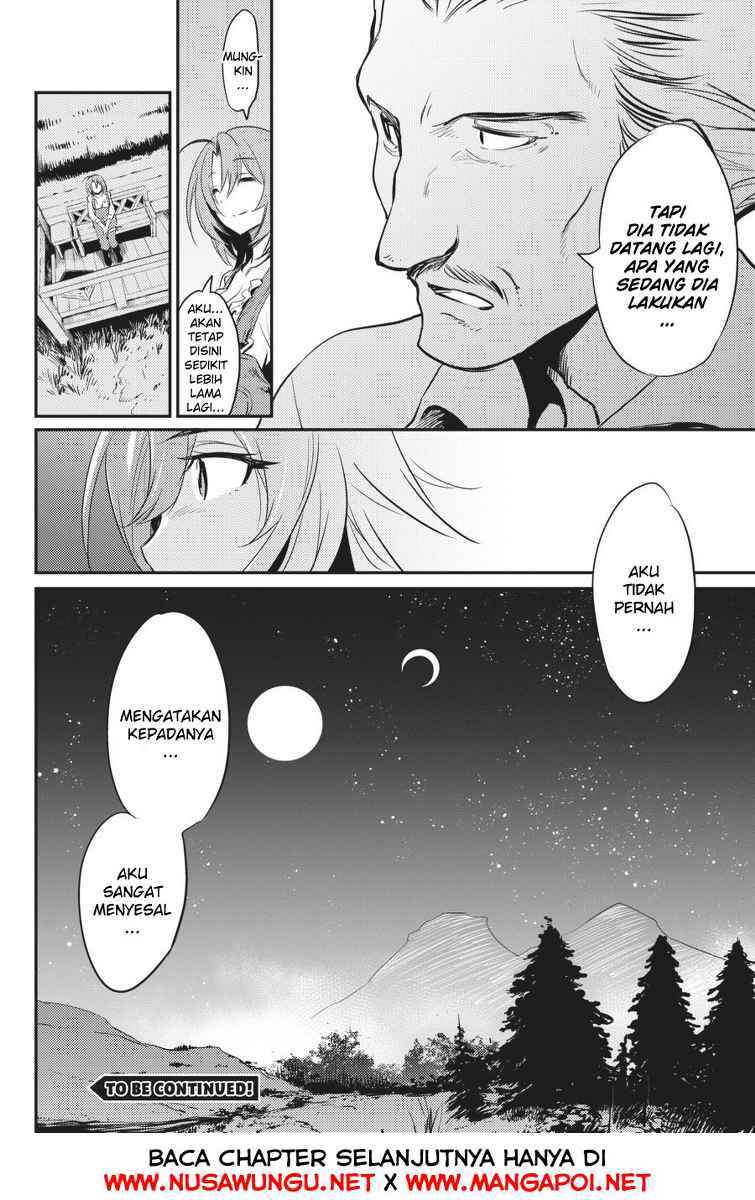 TAPI
DIA TIDAK
DATANG LAGI,
APA YANG
SEDANG DIA
LAKUKAN
...
MUNG-
KIN
...
AKU...
AKAN
TETAP
DISINI
SEDIKIT
LEBIH
LAMA
LAGI...
AKU
TIDAK
PERNAH
...
MENGATAKAN
KEPADANYA
...
AKU
SANGAT
MENYESAL
...
TO BE CONTINUED!
BACA CHAPTER SELANJUTNYA HANYA DI
WWW.NUSAWUNGU.NET X WWW.MANGAPOI.NET